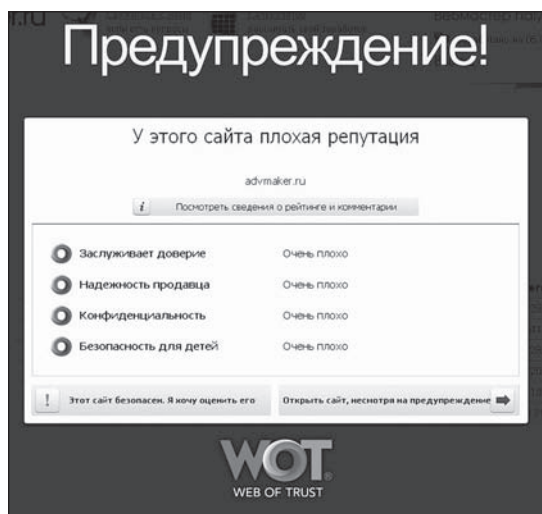 r.ru
Предупреждение!
У этого сайта плохая репутация
advmaker.ru
i Посмотреть сведения о рейтинге и комментарии
Заслуживает доверие Очень плохо
Надежность продавца Очень плохо
Конфиденциальность Очень плохо
Безопасность для детей Очень плохо
! Этот сайт безопасен. Я хочу оценить его Открыть сайт, несмотря на предупреждение
WOT®
WEB OF TRUST